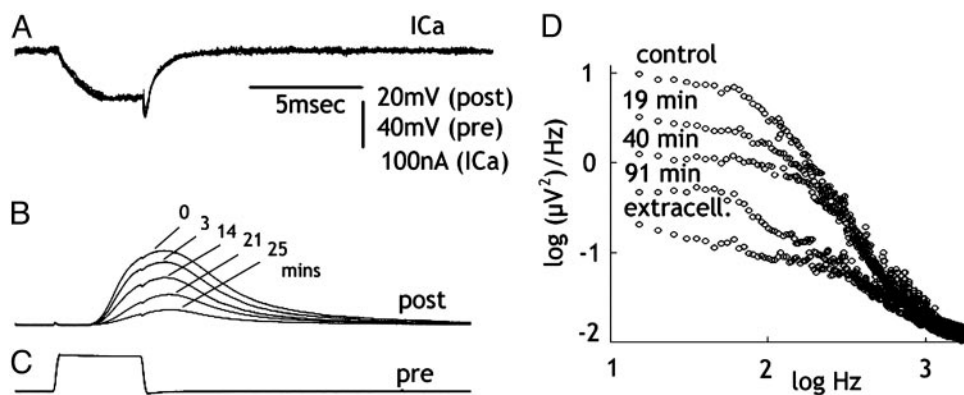 A
ICa
5msec
20mV (post)
40mV (pre)
100nA (ICa)
B
0
3
14
21
25
mins
post
C
pre
D
control
19 min
40 min
91 min
extracell.
log (µV²)/Hz
1
0
-1
-2
1
2
3
log Hz